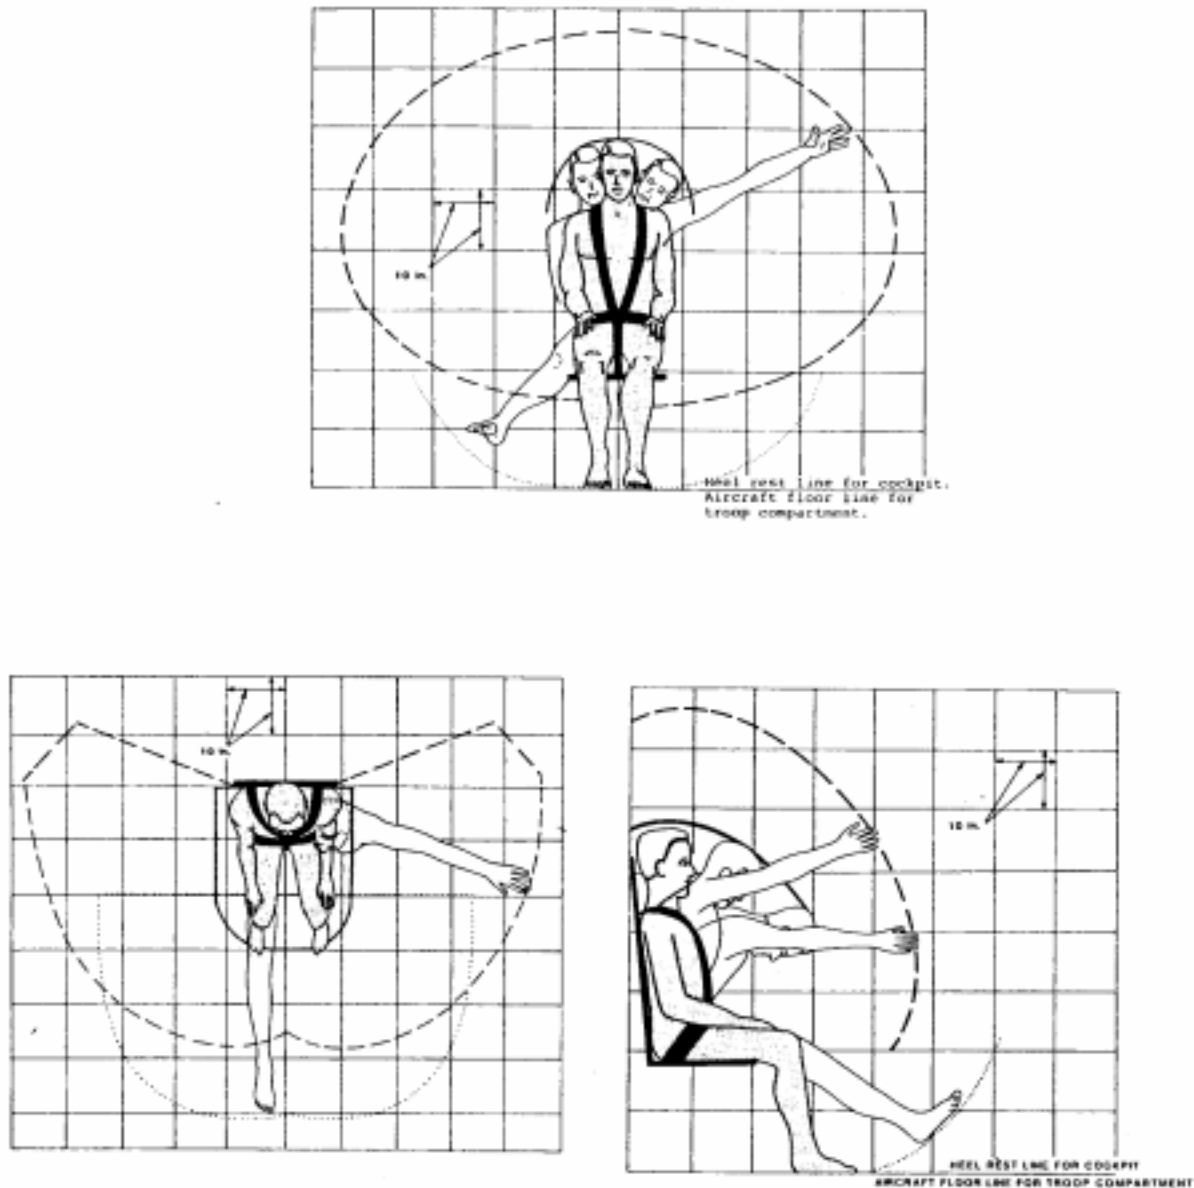 10 in.
Heel rest line for cockpit.
Aircraft floor line for
troop compartment.
10 in.
10 in.
HEEL REST LINE FOR COCKPIT
AIRCRAFT FLOOR LINE FOR TROOP COMPARTMENT